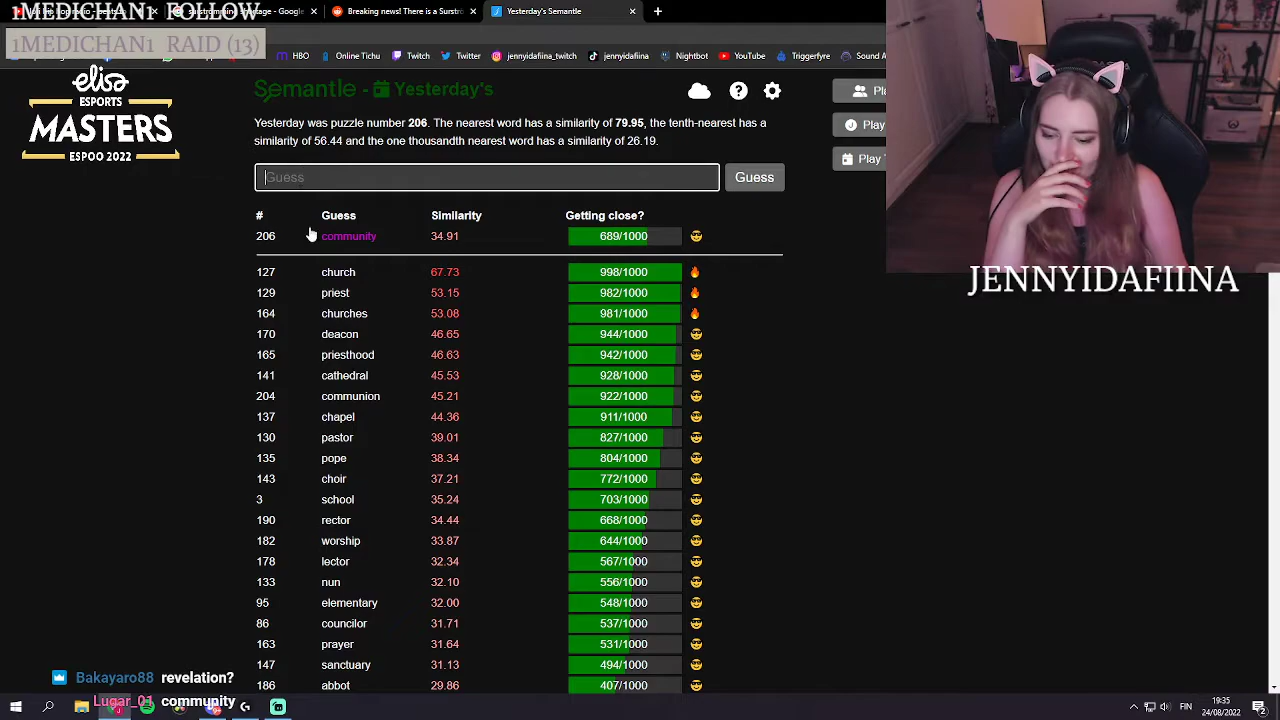 1MEDICHAN1 FOLLOW
1MEDICHAN1 RAID (13)
Breaking news! There is a Sustro
Yesterday's Semantle
HBO
Online Tichu
Twitch
Twitter
jennydafiina_twitch
jennydafiina
Nightbot
YouTube
Triggerfyre
Sound A
elisa
ESPORTS
MASTERS
ESPOO 2022
Semantle - Yesterday's
Yesterday was puzzle number 206. The nearest word has a similarity of 79.95, the tenth-nearest has a
similarity of 56.44 and the one thousandth nearest word has a similarity of 26.19.
Guess Guess
Pla
Play
Play T
# Guess Similarity Getting close?
206 community 34.91 689/1000
127 church 67.73 998/1000
129 priest 53.15 982/1000
164 churches 53.08 981/1000
170 deacon 46.65 944/1000
165 priesthood 46.63 942/1000
141 cathedral 45.53 928/1000
204 communion 45.21 922/1000
137 chapel 44.36 911/1000
130 pastor 39.01 827/1000
135 pope 38.34 804/1000
143 choir 37.21 772/1000
3 school 35.24 703/1000
190 rector 34.44 668/1000
182 worship 33.87 644/1000
178 lector 32.34 567/1000
133 nun 32.10 556/1000
95 elementary 32.00 548/1000
86 councilor 31.71 537/1000
163 prayer 31.64 531/1000
147 sanctuary 31.13 494/1000
186 abbot 29.86 407/1000
JENNYIDAFIINA
Bakayaro88 revelation?
Lugar_01 community
FIN
19:35
24/08/2022
2